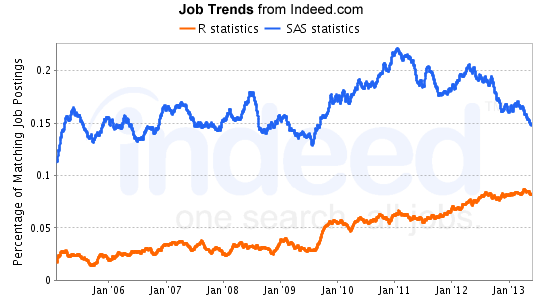 Job Trends from Indeed.com
R statistics SAS statistics
Percentage of Matching Job Postings
0.2
0.15
0.1
0.05
0
indeed
TM
one search. all jobs.
Jan '06 Jan '07 Jan '08 Jan '09 Jan '10 Jan '11 Jan '12 Jan '13